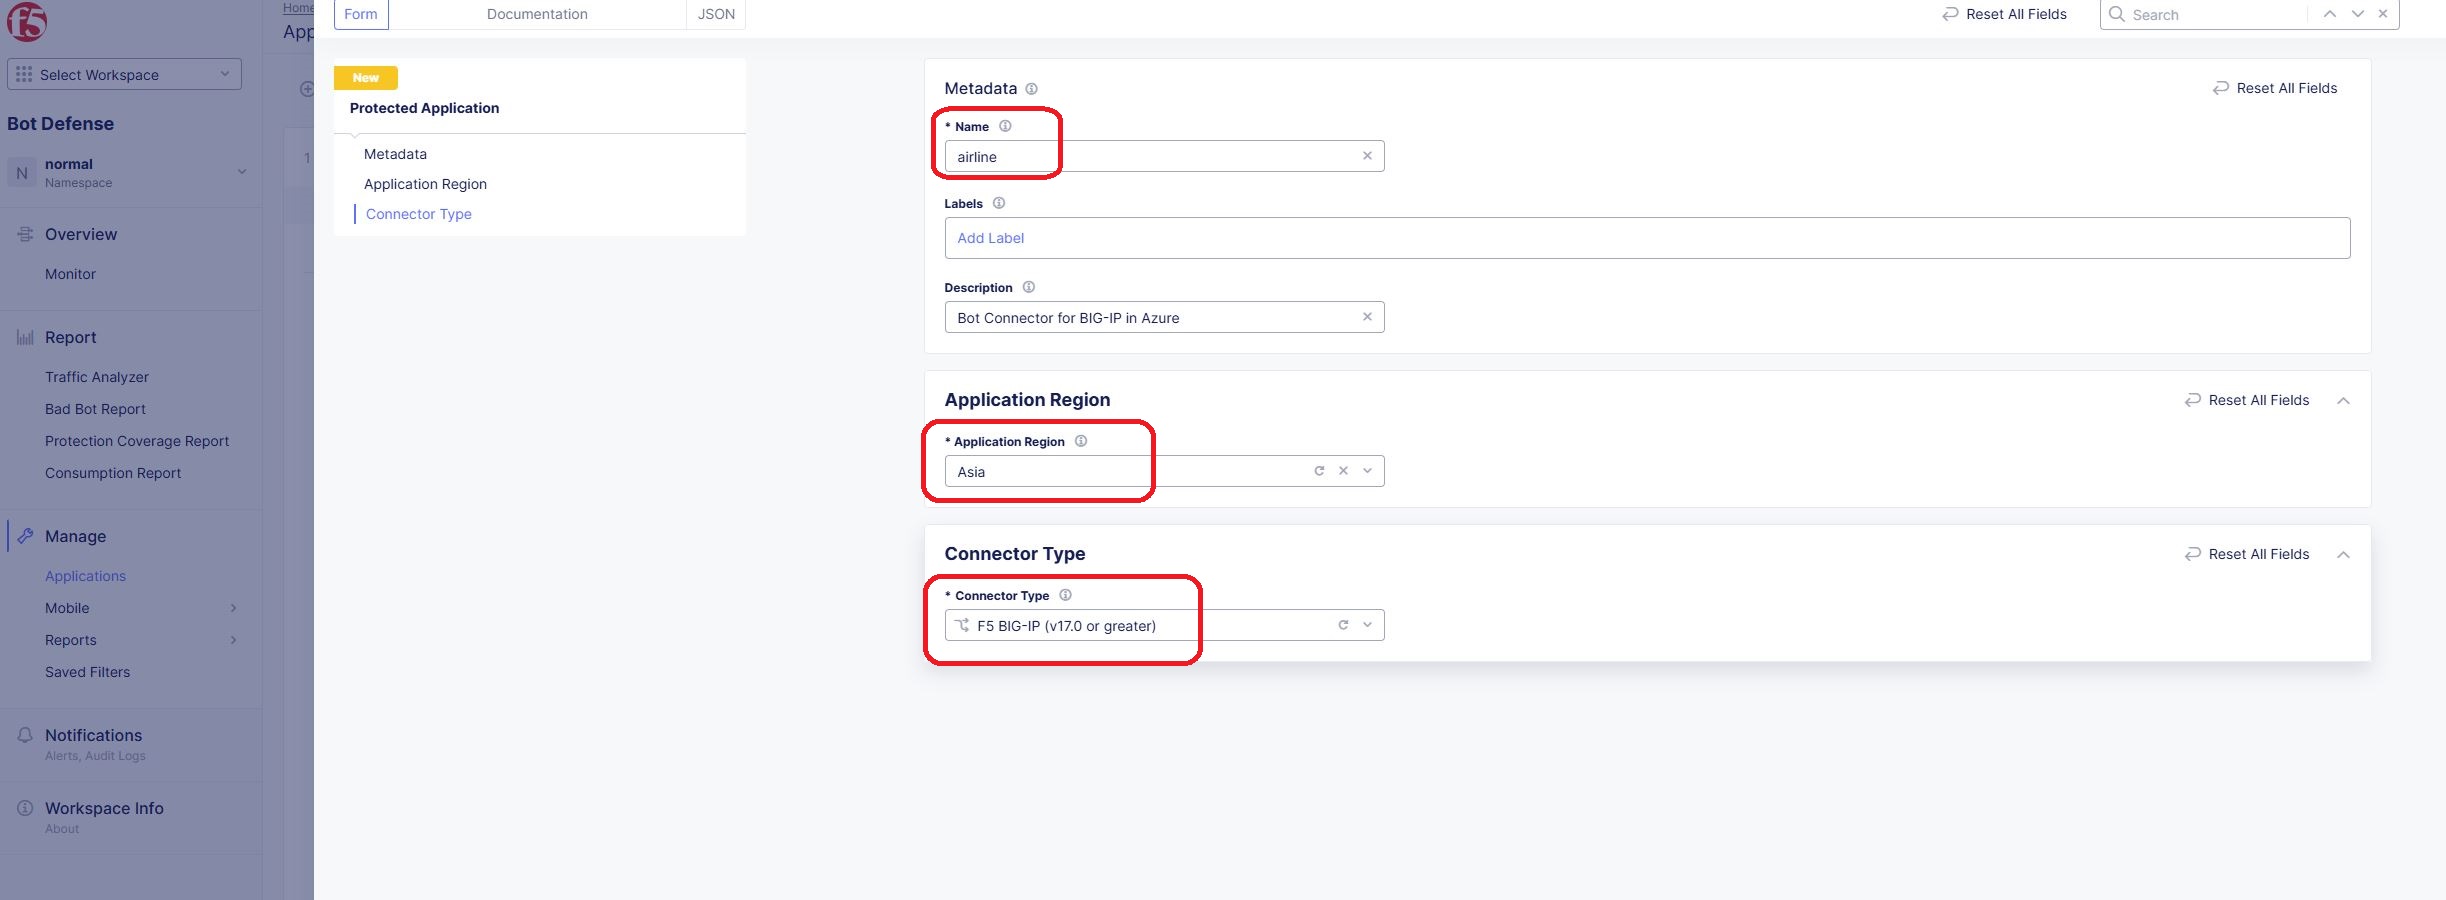 f5
Select Workspace
Bot Defense
N
normal
Namespace
Overview
Monitor
Report
Traffic Analyzer
Bad Bot Report
Protection Coverage Report
Consumption Report
Manage
Applications
Mobile
Reports
Saved Filters
Notifications
Alerts, Audit Logs
Workspace Info
About
Home
App
1
Form
Documentation
JSON
Reset All Fields
Search
New
Protected Application
Metadata
Application Region
Connector Type
Metadata
Reset All Fields
* Name
airline
Labels
Add Label
Description
Bot Connector for BIG-IP in Azure
Application Region
Reset All Fields
* Application Region
Asia
Connector Type
Reset All Fields
* Connector Type
F5 BIG-IP (v17.0 or greater)